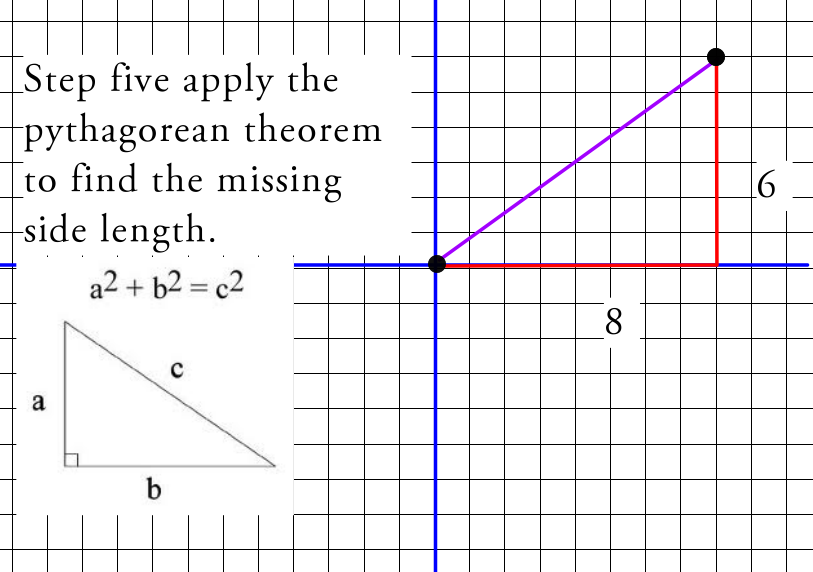 Step five apply the
pythagorean theorem
to find the missing
side length.
6
a2 + b2 = c2
8
c
a
b